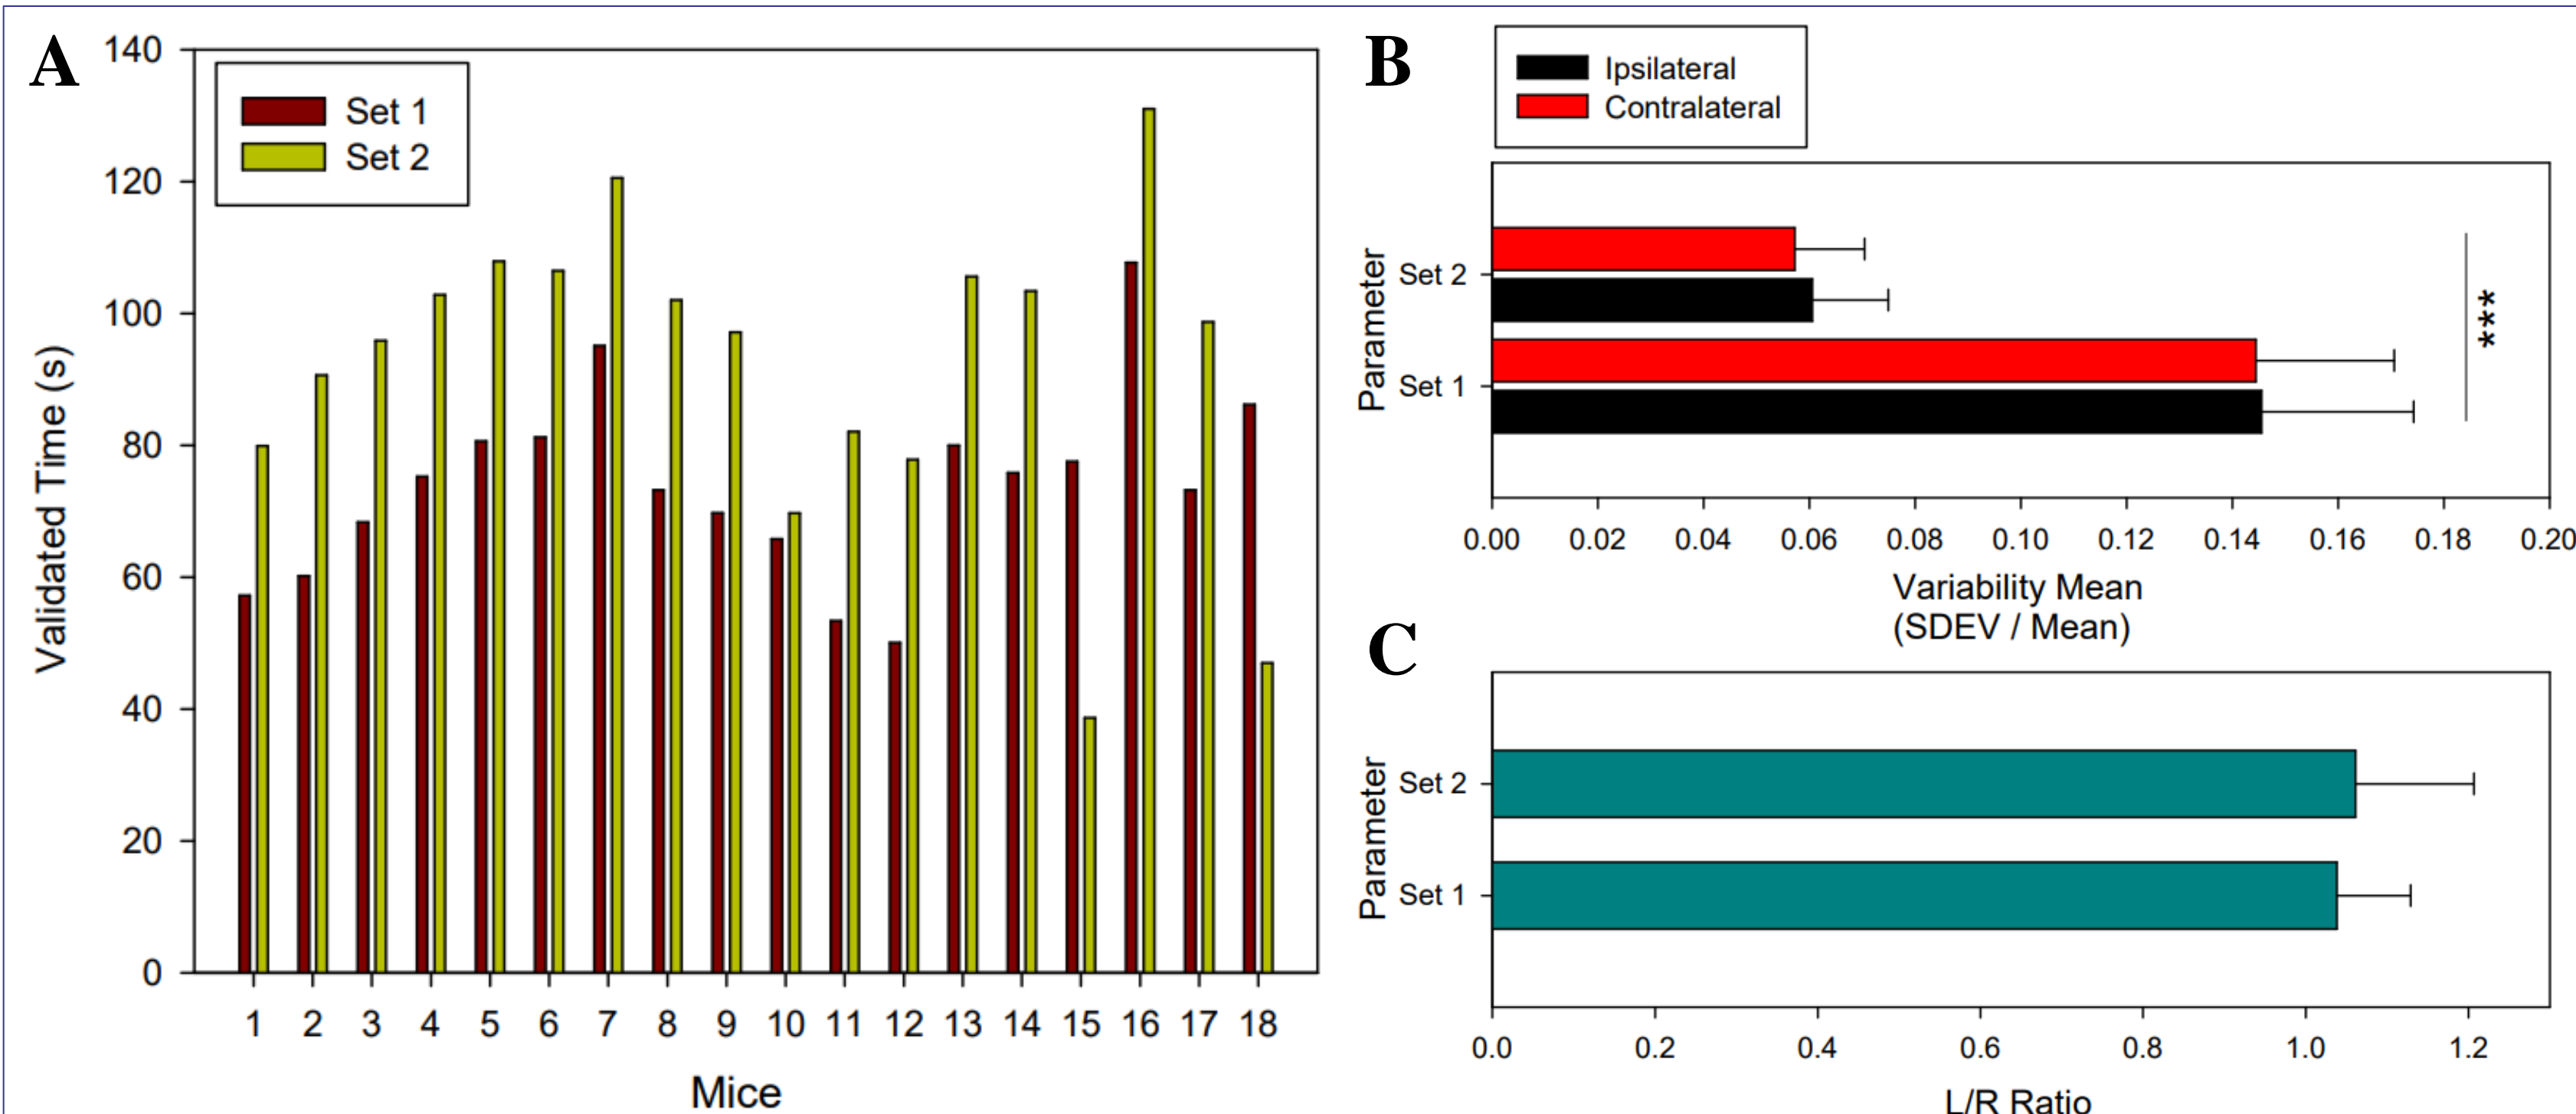 A
140
120
100
80
60
40
20
0
Validated Time (s)
Set 1
Set 2
1 2 3 4 5 6 7 8 9 10 11 12 13 14 15 16 17 18
Mice
B
Ipsilateral
Contralateral
Parameter
Set 2
Set 1
***
0.00 0.02 0.04 0.06 0.08 0.10 0.12 0.14 0.16 0.18 0.20
Variability Mean
(SDEV / Mean)
C
Parameter
Set 2
Set 1
0.0 0.2 0.4 0.6 0.8 1.0 1.2
L/R Ratio